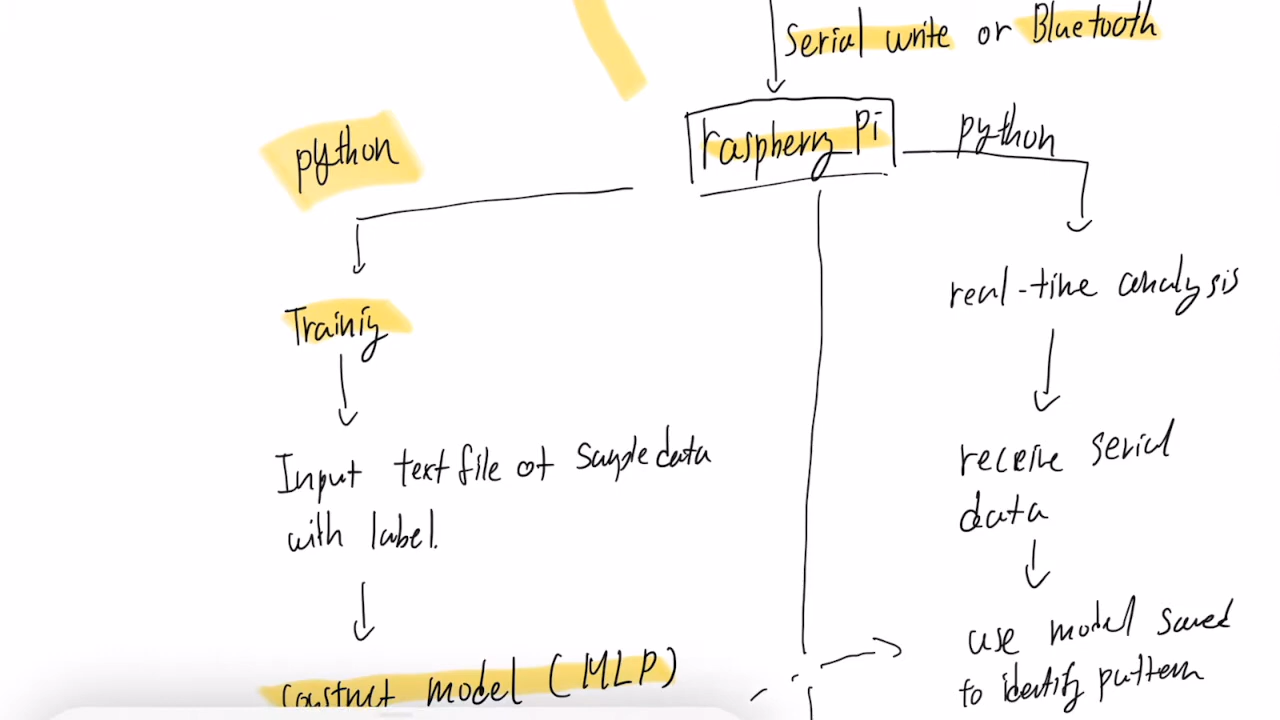 Serial write or Bluetooth
raspberry Pi
python
python
Trainig
Input text file of Sample data
with label.
Construct model (MLP)
real-time analysis
receive serial
data
use model saved
to identify pattern